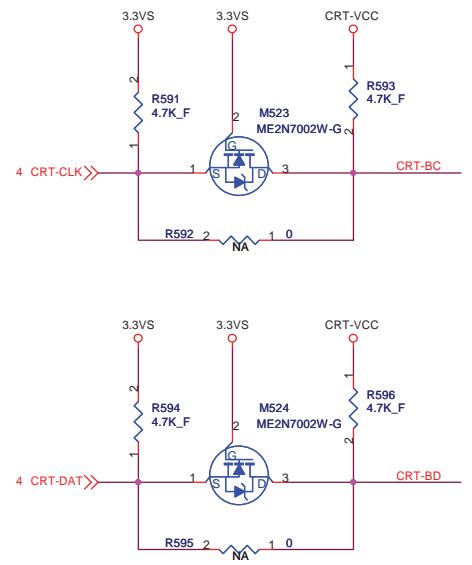 3.3VS 3.3VS CRT-VCC
2 1
R591 R593
4.7K_F M523 4.7K_F
2 ME2N7002W-G
1 2
G
4 CRT-CLK 1 S D 3 CRT-BC
R592 2 1 0
NA
3.3VS 3.3VS CRT-VCC
2 1
R594 M524 R596
4.7K_F 4.7K_F
2 ME2N7002W-G
1 2
G
4 CRT-DAT 1 S D 3 CRT-BD
R595 2 1 0
NA